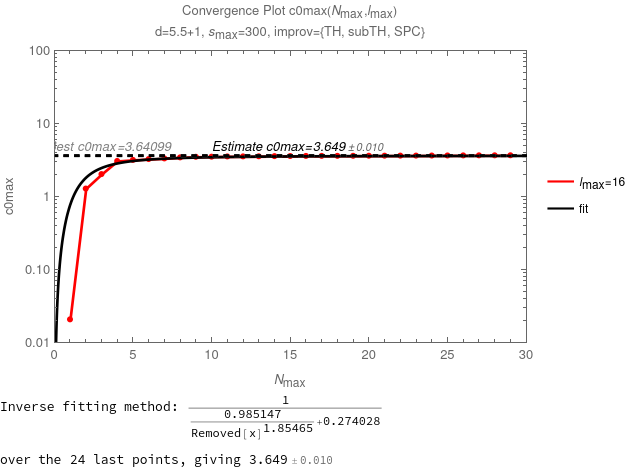 Convergence Plot c0max(Nmax,lmax)
d=5.5+1, smax=300, improv={TH, subTH, SPC}
100
10
1
0.10
0.01
c0max
est c0max=3.64099
Estimate c0max=3.649 ±0.010
lmax=16
fit
0 5 10 15 20 25 30
Nmax
Inverse fitting method: 1
0.985147
Removed[x]1.85465 +0.274028
over the 24 last points, giving 3.649 ±0.010